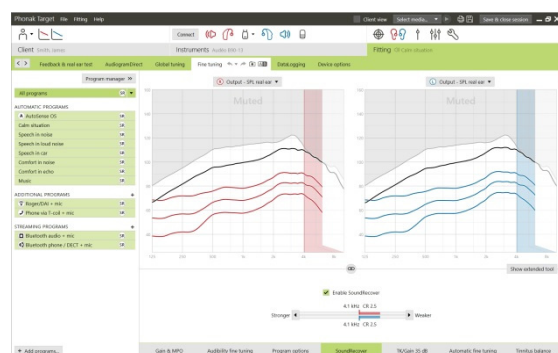 Phonak Target File Fitting Help
Client view Select media... Save & close session
Connect
Client Smith, James Instruments Audéo B90-13 Fitting
Feedback & real ear test AudiogramDirect Global tuning Fine tuning DataLogging Device options
Program manager
All programs
Output - SPL real ear Output - SPL real ear
Muted Muted
AUTOMATIC PROGRAMS
AutoSense OS
Calm situation
Speech in noise
Speech in loud noise
Speech in car
Comfort in noise
Comfort in echo
Music
ADDITIONAL PROGRAMS
Roger/DAI + mic
Phone via T-coil + mic
STREAMING PROGRAMS
Bluetooth audio + mic
Bluetooth phone / DECT + mic
Show extended tool
Enable SoundRecover
4.1 kHz CR 2.5
Stronger Weaker
4.1 kHz CR 2.5
Add programs...
Gain & MPO Audibility fine tuning Program options SoundRecover TK/Gain 35 dB Automatic fine tuning Tinnitus balance